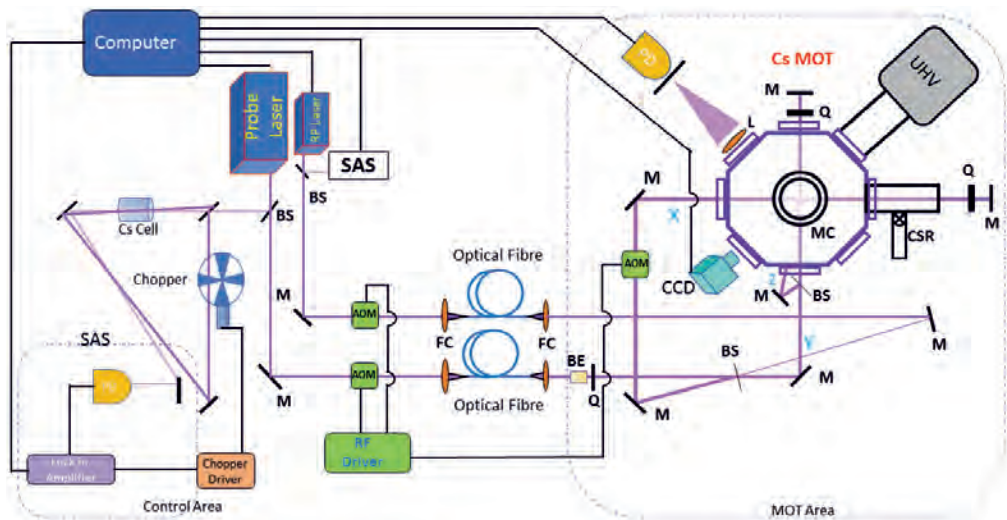 Computer
Probe
Laser
RP Laser
SAS
BS
BS
Cs Cell
Chopper
M
M
SAS
PD
Amplifier
Chopper
Driver
Control Area
AOM
AOM
RF
Driver
Optical Fibre
FC
FC
Optical Fibre
BE
Q
PD
Cs MOT
UHV
M
Q
L
M
X
MC
Q
M
CSR
AOM
CCD
Z
M
BS
BS
Y
M
M
M
MOT Area